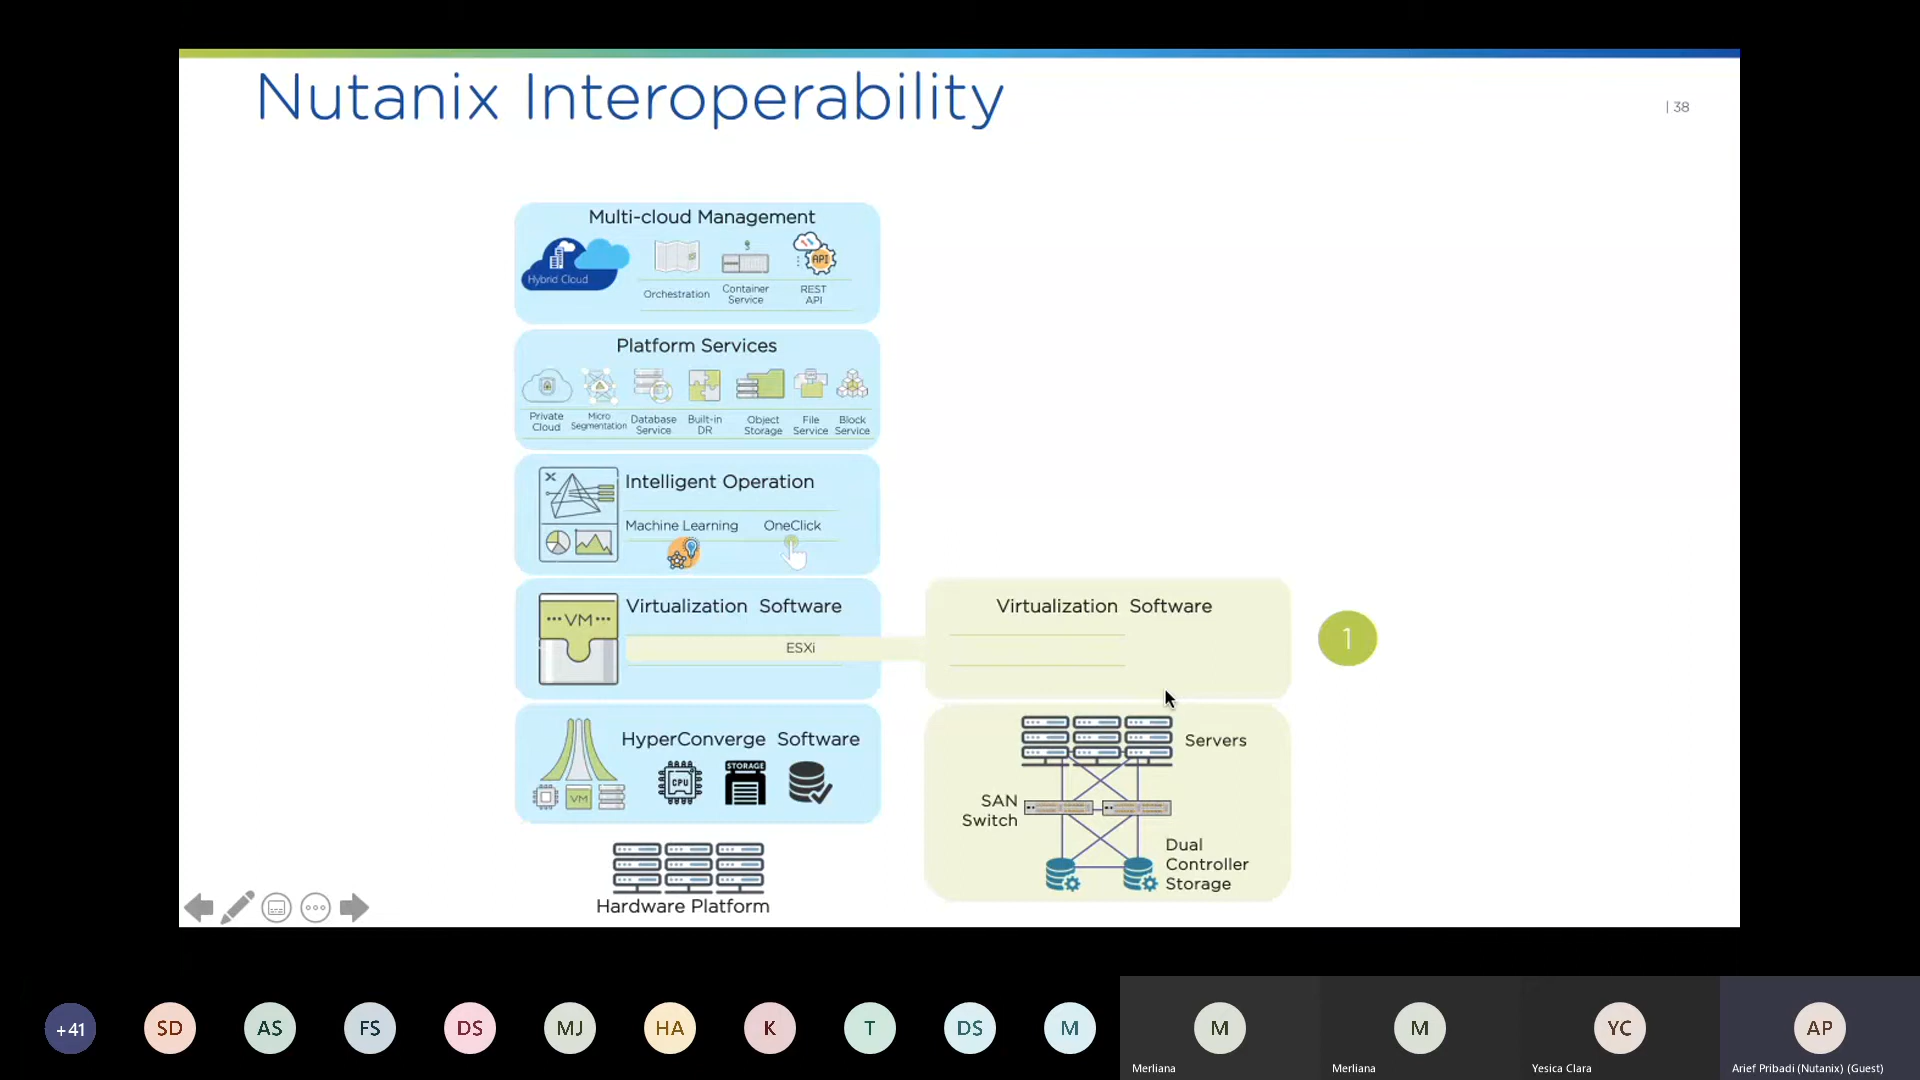 Nutanix Interoperability
| 38
Multi-cloud Management
Hybrid Cloud
API
Orchestration
Container
Service
REST
API
Platform Services
Private
Cloud
Micro
Segmentation
Database
Service
Built-in
DR
Object
Storage
File
Service
Block
Service
X
Intelligent Operation
Machine Learning
OneClick
VM
Virtualization Software
ESXi
Virtualization Software
1
HyperConverge Software
CPU
STORAGE
VM
Hardware Platform
Servers
SAN
Switch
Dual
Controller
Storage
+41
SD
AS
FS
DS
MJ
HA
K
T
DS
M
M
M
YC
AP
Merliana
Merliana
Yesica Clara
Arief Pribadi (Nutanix) (Guest)